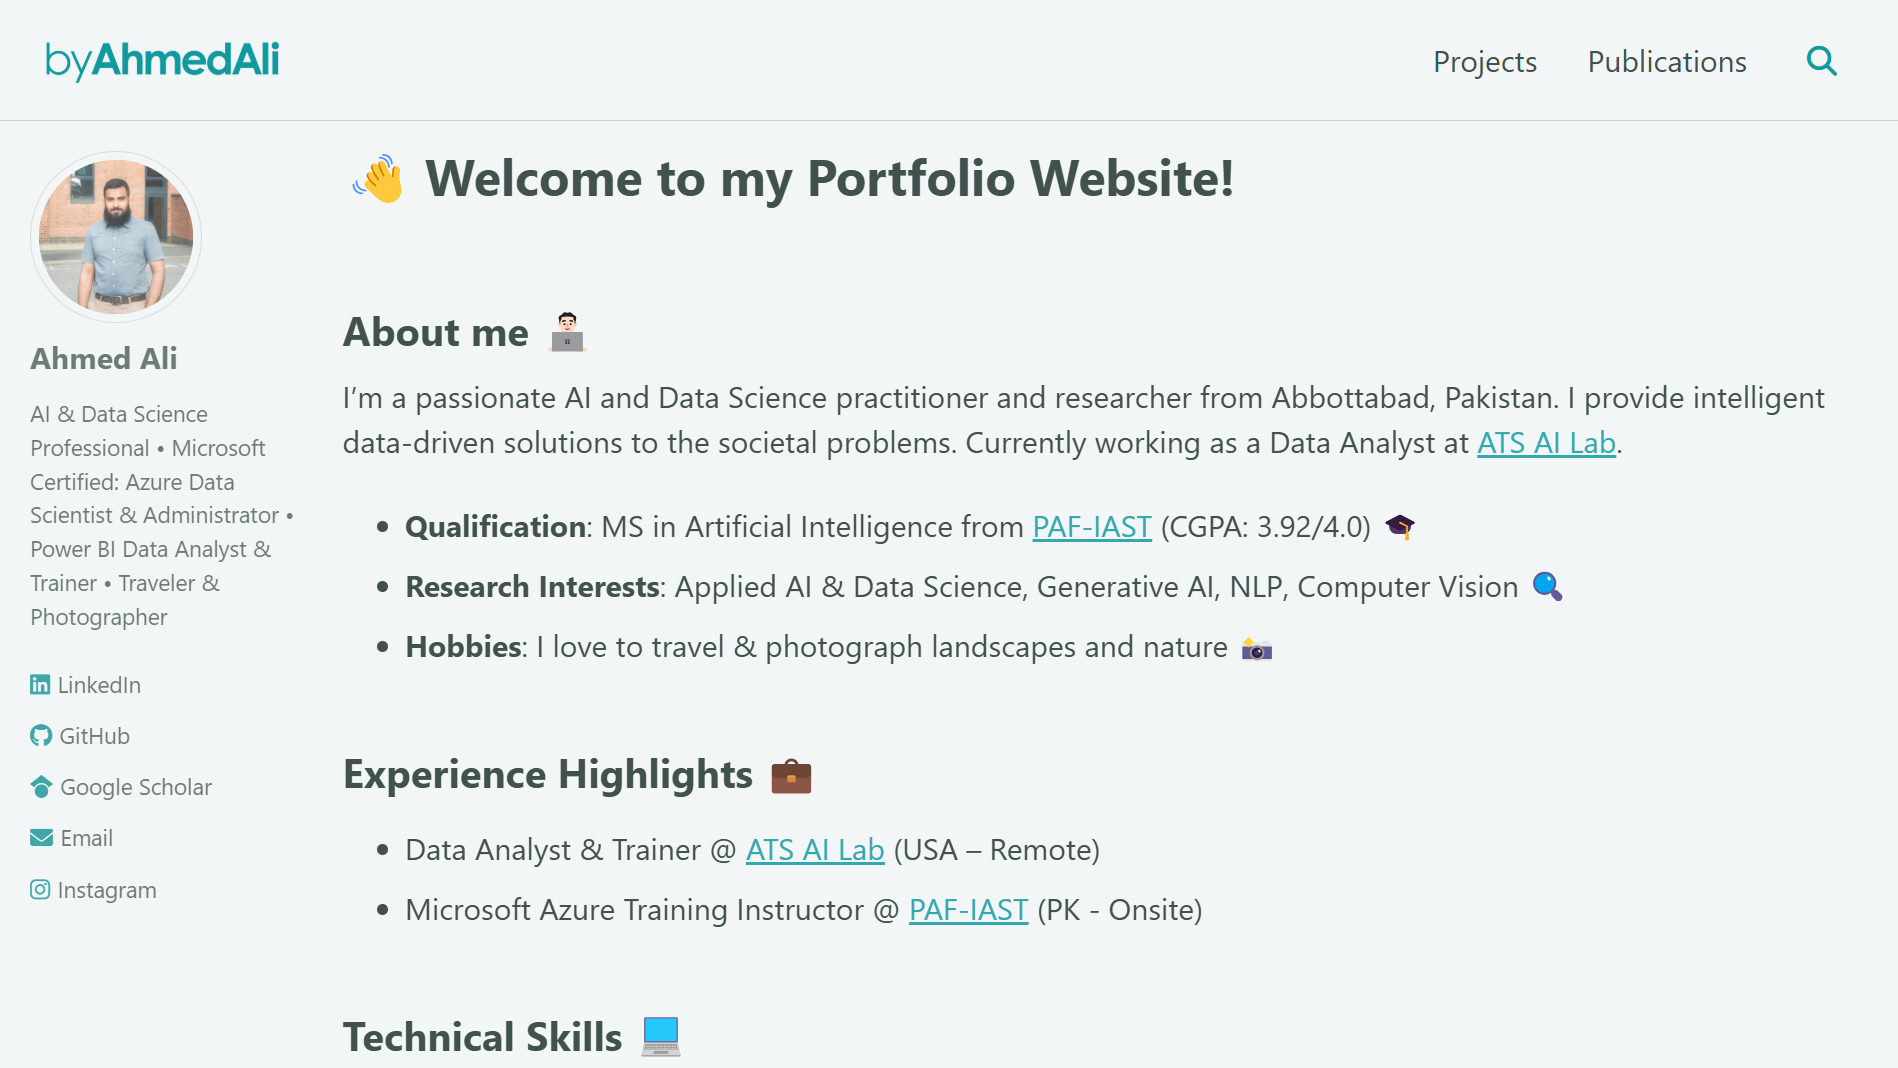 byAhmedAli
Projects
Publications
Ahmed Ali
AI & Data Science
Professional • Microsoft
Certified: Azure Data
Scientist & Administrator •
Power BI Data Analyst &
Trainer • Traveler &
Photographer
LinkedIn
GitHub
Google Scholar
Email
Instagram
👋 Welcome to my Portfolio Website!
About me 👨🏻‍💻
I’m a passionate AI and Data Science practitioner and researcher from Abbottabad, Pakistan. I provide intelligent
data-driven solutions to the societal problems. Currently working as a Data Analyst at ATS AI Lab.
• Qualification: MS in Artificial Intelligence from PAF-IAST (CGPA: 3.92/4.0) 🎓
• Research Interests: Applied AI & Data Science, Generative AI, NLP, Computer Vision 🔍
• Hobbies: I love to travel & photograph landscapes and nature 📸
Experience Highlights 💼
• Data Analyst & Trainer @ ATS AI Lab (USA – Remote)
• Microsoft Azure Training Instructor @ PAF-IAST (PK - Onsite)
Technical Skills 💻